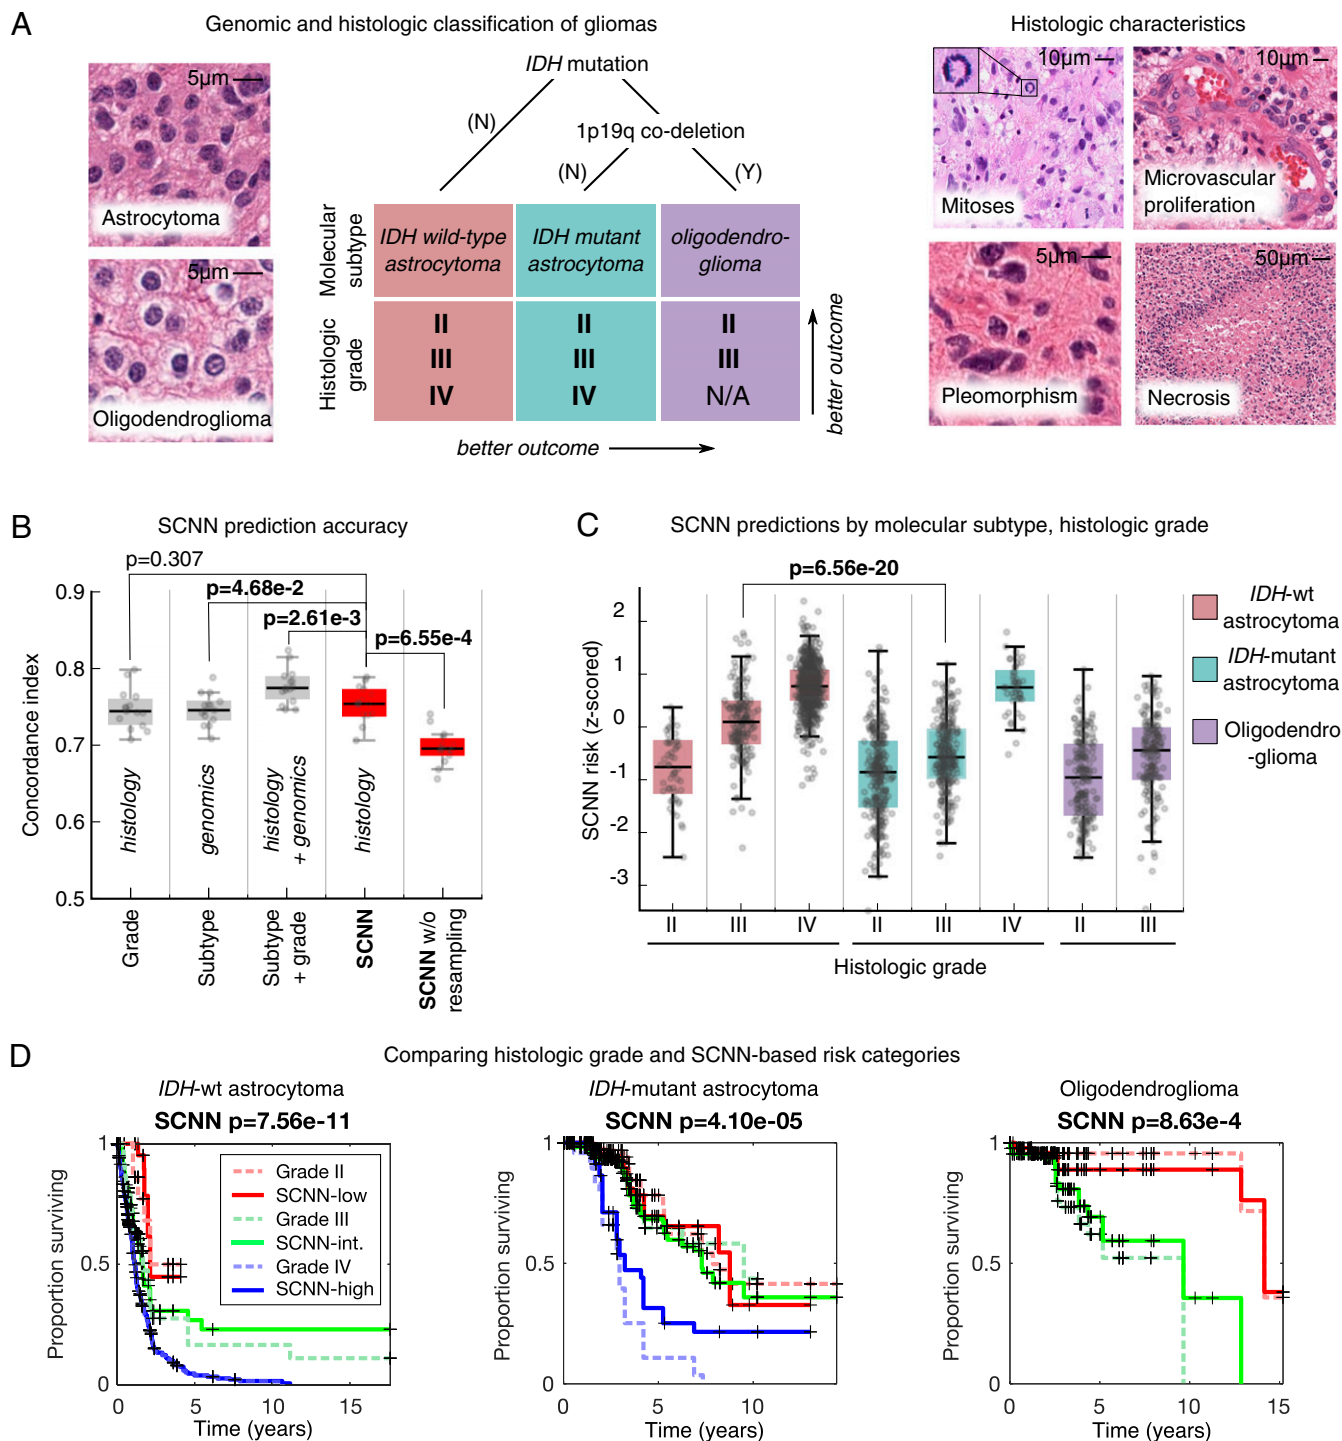 A
Genomic and histologic classification of gliomas
5µm
Astrocytoma
5µm
Oligodendroglioma
IDH mutation
(N)
1p19q co-deletion
(N)
(Y)
Molecular
subtype
IDH wild-type
astrocytoma
IDH mutant
astrocytoma
oligodendro-
glioma
Histologic
grade
II
III
IV
II
III
IV
II
III
N/A
better outcome
better outcome
Histologic characteristics
10µm
Mitoses
10µm
Microvascular
proliferation
5µm
Pleomorphism
50µm
Necrosis
B
SCNN prediction accuracy
p=0.307
p=4.68e-2
p=2.61e-3
p=6.55e-4
Concordance index
0.9
0.8
0.7
0.6
0.5
histology
genomics
histology
+ genomics
histology
Grade
Subtype
Subtype
+ grade
SCNN
SCNN w/o
resampling
C
SCNN predictions by molecular subtype, histologic grade
p=6.56e-20
SCNN risk (z-scored)
2
1
0
-1
-2
-3
II
III
IV
II
III
IV
II
III
Histologic grade
IDH-wt
astrocytoma
IDH-mutant
astrocytoma
Oligodendro
-glioma
D
Comparing histologic grade and SCNN-based risk categories
IDH-wt astrocytoma
SCNN p=7.56e-11
Proportion surviving
1
0.5
0
0
5
10
15
Time (years)
Grade II
SCNN-low
Grade III
SCNN-int.
Grade IV
SCNN-high
IDH-mutant astrocytoma
SCNN p=4.10e-05
Proportion surviving
1
0.5
0
0
5
10
Time (years)
Oligodendroglioma
SCNN p=8.63e-4
Proportion surviving
1
0.5
0
0
5
10
15
Time (years)